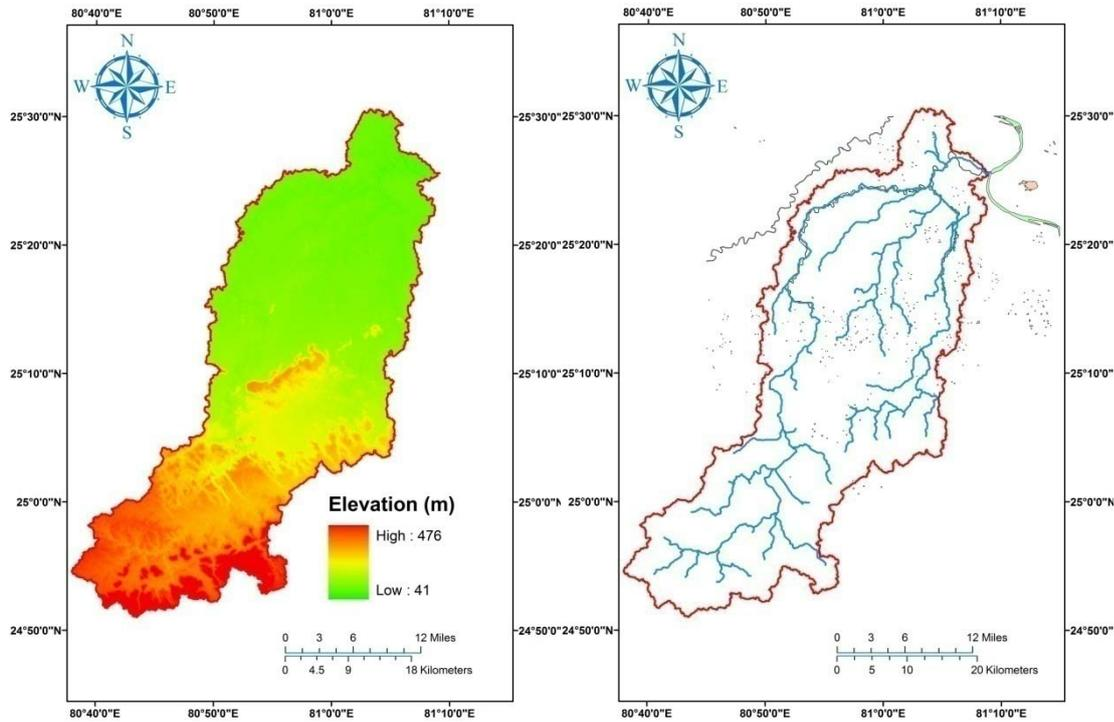 80°40'0"E 80°50'0"E 81°0'0"E 81°10'0"E
N
W E
S
25°30'0"N
25°20'0"N
25°10'0"N
25°0'0"N
24°50'0"N
25°30'0"N
25°20'0"N
25°10'0"N
25°0'0"N
24°50'0"N
Elevation (m)
High : 476
Low : 41
0 3 6 12 Miles
0 4.5 9 18 Kilometers
80°40'0"E 80°50'0"E 81°0'0"E 81°10'0"E
80°40'0"E 80°50'0"E 81°0'0"E 81°10'0"E
N
W E
S
25°30'0"N
25°20'0"N
25°10'0"N
25°0'0"N
24°50'0"N
25°30'0"N
25°20'0"N
25°10'0"N
25°0'0"N
24°50'0"N
0 3 6 12 Miles
0 5 10 20 Kilometers
80°40'0"E 80°50'0"E 81°0'0"E 81°10'0"E